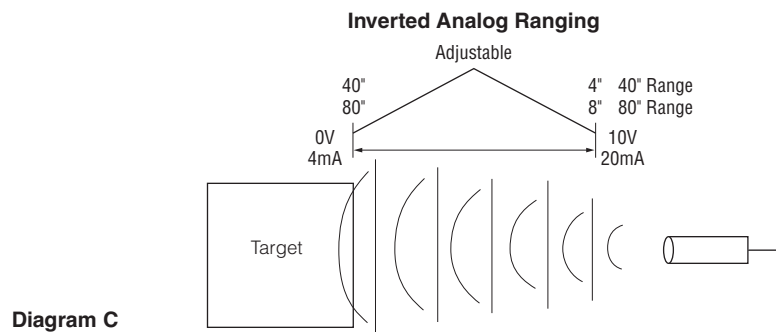 Inverted Analog Ranging
Adjustable
40" 4" 40" Range
80" 8" 80" Range
0V 10V
4mA 20mA
Target
Diagram C